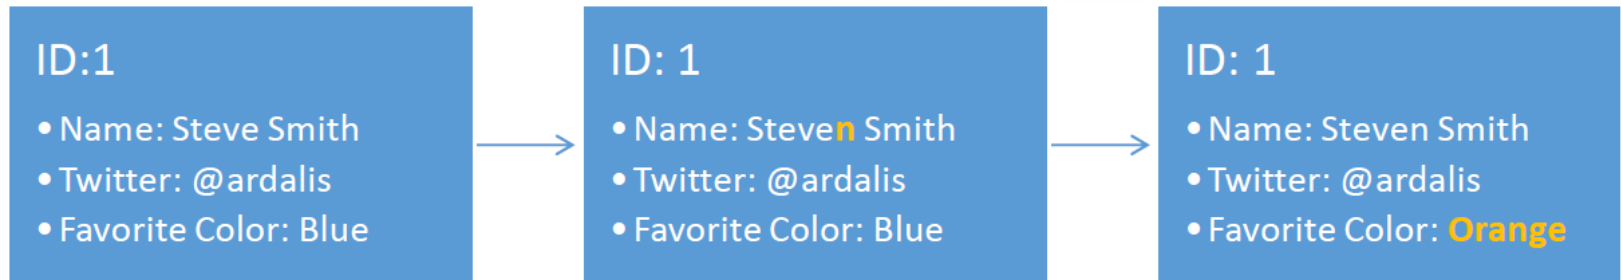 ID:1
• Name: Steve Smith
• Twitter: @ardalis
• Favorite Color: Blue
ID: 1
• Name: Steven Smith
• Twitter: @ardalis
• Favorite Color: Blue
ID: 1
• Name: Steven Smith
• Twitter: @ardalis
• Favorite Color: Orange